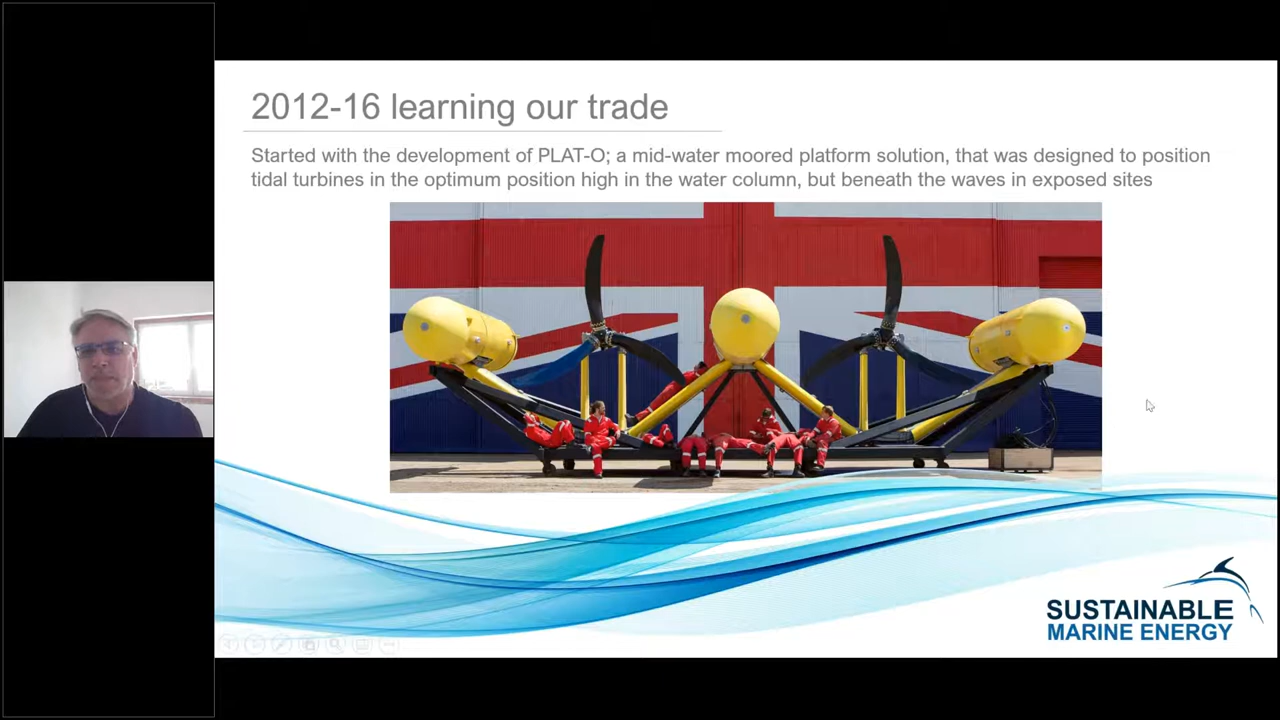 2012-16 learning our trade
Started with the development of PLAT-O; a mid-water moored platform solution, that was designed to position
tidal turbines in the optimum position high in the water column, but beneath the waves in exposed sites
SUSTAINABLE
MARINE ENERGY